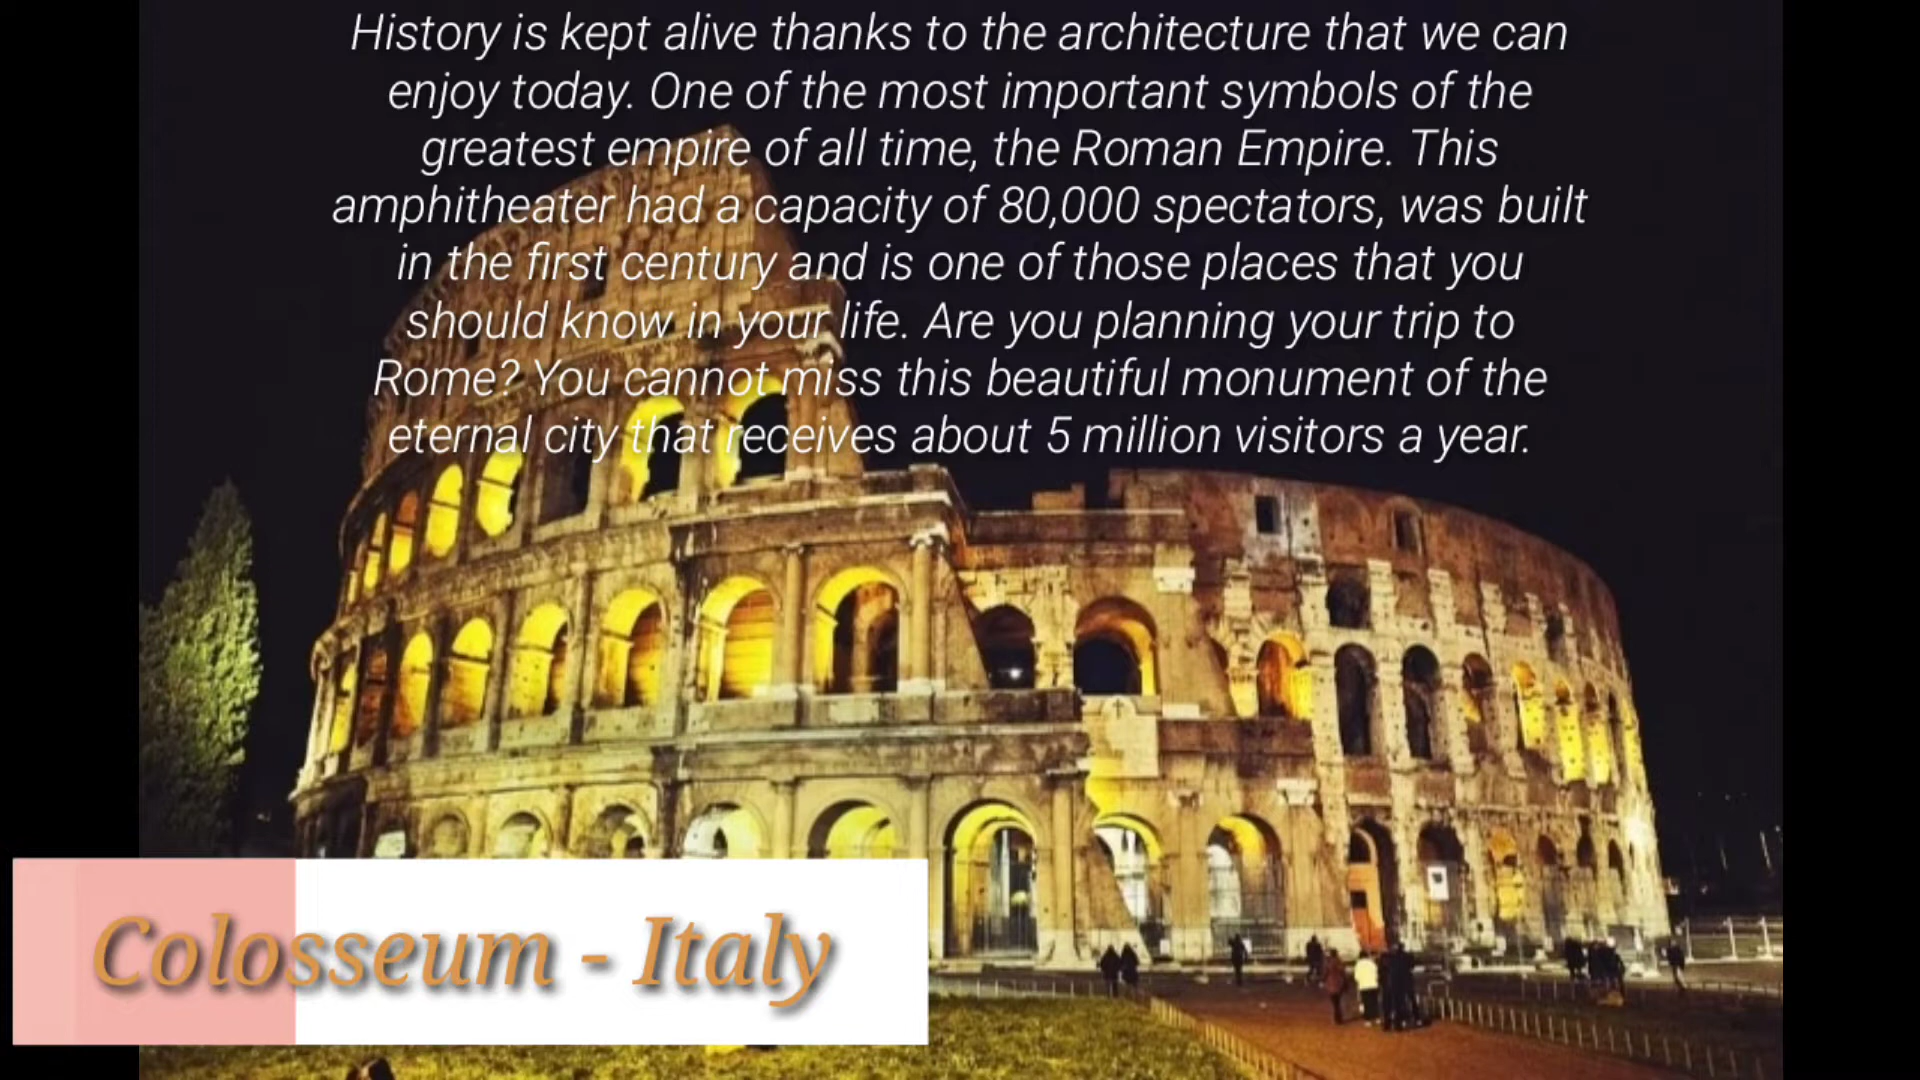 History is kept alive thanks to the architecture that we can
enjoy today. One of the most important symbols of the
greatest empire of all time, the Roman Empire. This
amphitheater had a capacity of 80,000 spectators, was built
in the first century and is one of those places that you
should know in your life. Are you planning your trip to
Rome? You cannot miss this beautiful monument of the
eternal city that receives about 5 million visitors a year.
Colosseum - Italy